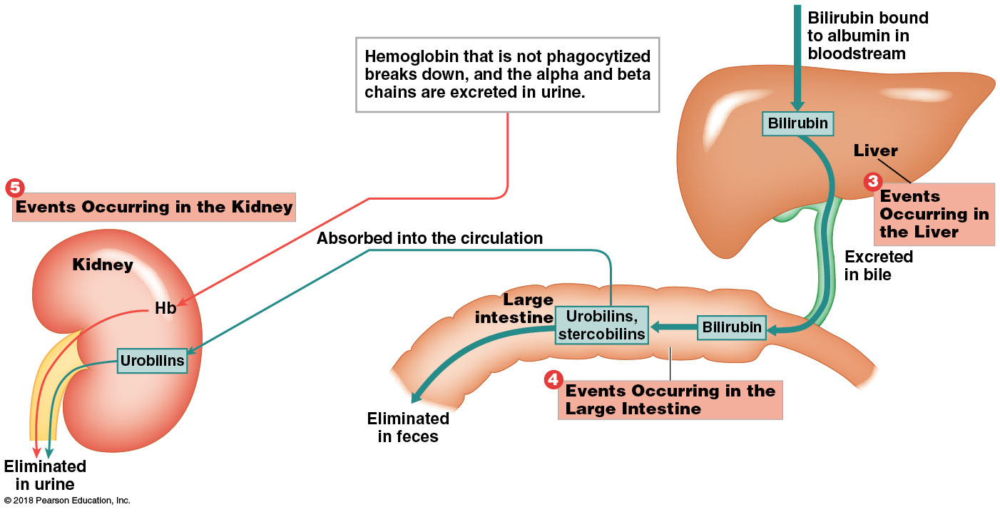 Bilirubin bound
to albumin in
bloodstream
Hemoglobin that is not phagocytized
breaks down, and the alpha and beta
chains are excreted in urine.
Bilirubin
Liver
3
Events
Occurring in
the Liver
5
Events Occurring in the Kidney
Absorbed into the circulation
Excreted
in bile
Kidney
Hb
Urobilins
Large
intestine
Urobilins,
stercobilins
Bilirubin
4
Events Occurring in the
Large Intestine
Eliminated
in feces
Eliminated
in urine
© 2018 Pearson Education, Inc.